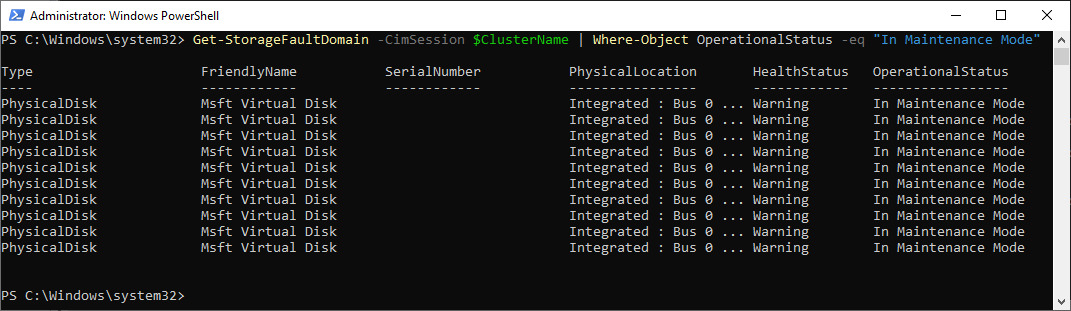 Administrator: Windows PowerShell
PS C:\Windows\system32> Get-StorageFaultDomain -CimSession $ClusterName | Where-Object OperationalStatus -eq "In Maintenance Mode"
Type FriendlyName SerialNumber PhysicalLocation HealthStatus OperationalStatus
---- ------------ ------------ ---------------- ------------ -----------------
PhysicalDisk Msft Virtual Disk Integrated : Bus 0 ... Warning In Maintenance Mode
PhysicalDisk Msft Virtual Disk Integrated : Bus 0 ... Warning In Maintenance Mode
PhysicalDisk Msft Virtual Disk Integrated : Bus 0 ... Warning In Maintenance Mode
PhysicalDisk Msft Virtual Disk Integrated : Bus 0 ... Warning In Maintenance Mode
PhysicalDisk Msft Virtual Disk Integrated : Bus 0 ... Warning In Maintenance Mode
PhysicalDisk Msft Virtual Disk Integrated : Bus 0 ... Warning In Maintenance Mode
PhysicalDisk Msft Virtual Disk Integrated : Bus 0 ... Warning In Maintenance Mode
PhysicalDisk Msft Virtual Disk Integrated : Bus 0 ... Warning In Maintenance Mode
PhysicalDisk Msft Virtual Disk Integrated : Bus 0 ... Warning In Maintenance Mode
PhysicalDisk Msft Virtual Disk Integrated : Bus 0 ... Warning In Maintenance Mode
PS C:\Windows\system32>